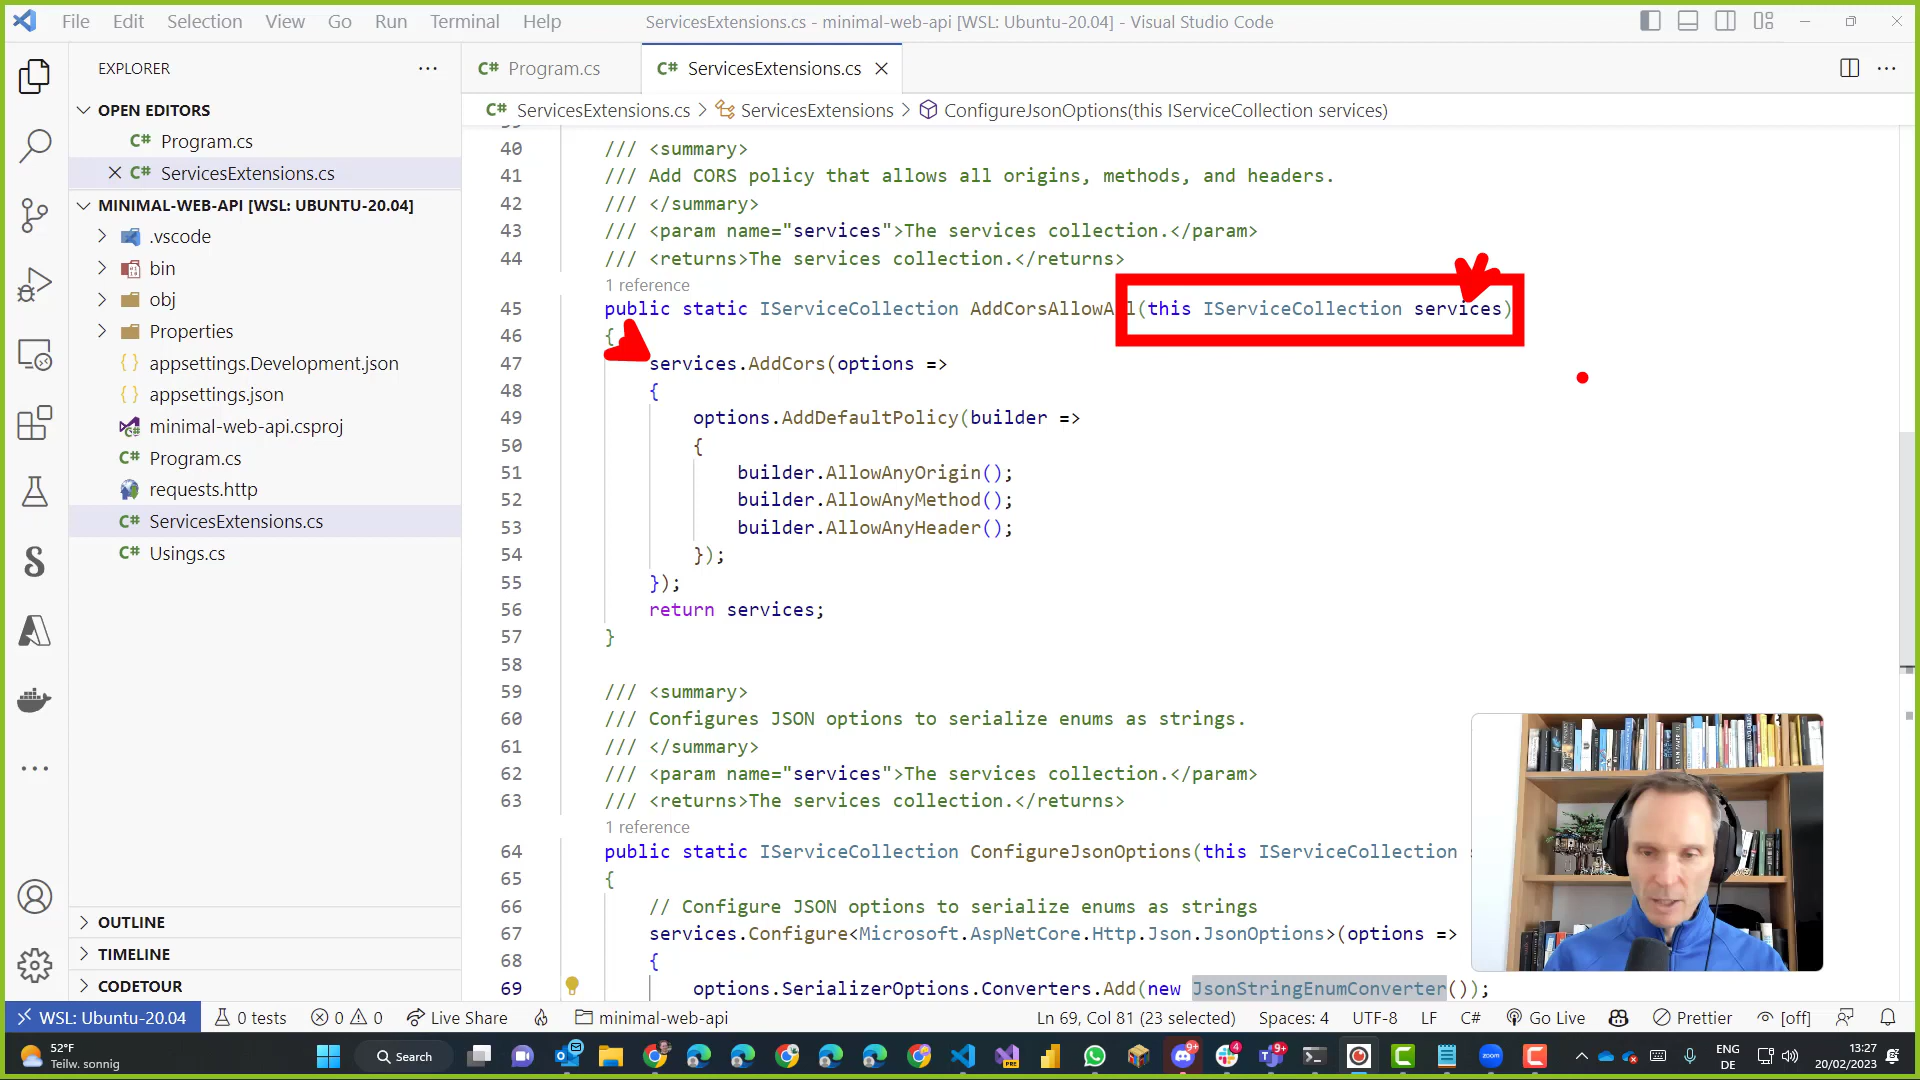 File Edit Selection View Go Run Terminal Help
ServicesExtensions.cs - minimal-web-api [WSL: Ubuntu-20.04] - Visual Studio Code
EXPLORER
OPEN EDITORS
C# Program.cs
C# ServicesExtensions.cs
MINIMAL-WEB-API [WSL: UBUNTU-20.04]
.vscode
bin
obj
Properties
{} appsettings.Development.json
{} appsettings.json
minimal-web-api.csproj
C# Program.cs
requests.http
C# ServicesExtensions.cs
C# Usings.cs
OUTLINE
TIMELINE
CODETOUR
C# Program.cs
C# ServicesExtensions.cs
C# ServicesExtensions.cs > ServicesExtensions > ConfigureJsonOptions(this IServiceCollection services)
40 /// <summary>
41 /// Add CORS policy that allows all origins, methods, and headers.
42 /// </summary>
43 /// <param name="services">The services collection.</param>
44 /// <returns>The services collection.</returns>
1 reference
45 public static IServiceCollection AddCorsAllowAll(this IServiceCollection services)
46 {
47 services.AddCors(options =>
48 {
49 options.AddDefaultPolicy(builder =>
50 {
51 builder.AllowAnyOrigin();
52 builder.AllowAnyMethod();
53 builder.AllowAnyHeader();
54 });
55 });
56 return services;
57 }
58
59 /// <summary>
60 /// Configures JSON options to serialize enums as strings.
61 /// </summary>
62 /// <param name="services">The services collection.</param>
63 /// <returns>The services collection.</returns>
1 reference
64 public static IServiceCollection ConfigureJsonOptions(this IServiceCollection
65 {
66 // Configure JSON options to serialize enums as strings
67 services.Configure<Microsoft.AspNetCore.Http.Json.JsonOptions>(options =>
68 {
69 options.SerializerOptions.Converters.Add(new JsonStringEnumConverter());
WSL: Ubuntu-20.04 0 tests 0 0 Live Share minimal-web-api Ln 69, Col 81 (23 selected) Spaces: 4 UTF-8 LF C# Go Live Prettier [off]
52°F
Teilw. sonnig
Search
ENG
DE
13:27
20/02/2023